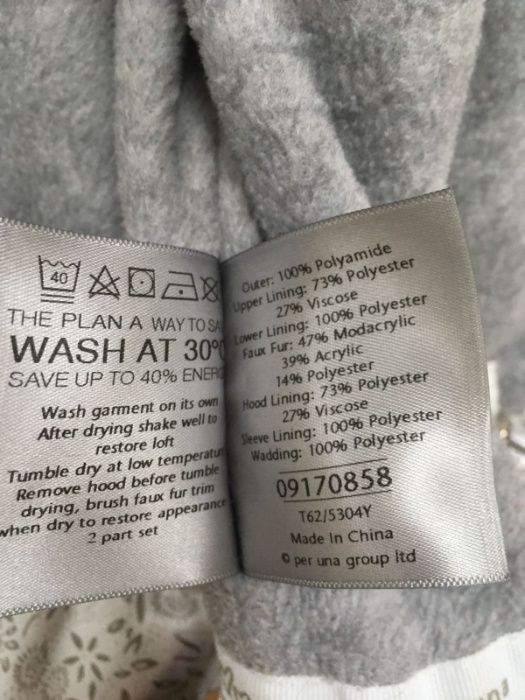 40
THE PLAN A WAY TO
WASH AT 30°
SAVE UP TO 40%
Wash garment on its own
After drying shake well to
restore loft
Tumble dry at low
Remove hood before tumble
drying, brush faux fur trim
when dry to restore appearance
2 part set
Outer: 100% Polyamide
Upper Lining: 73% Polyester
27% Viscose
Lower Lining: 100% Polyester
Faux Fur: 47% Modacrylic
39% Acrylic
14% Polyester
Hood Lining: 73% Polyester
27% Viscose
Sleeve Lining: 100% Polyester
Wadding: 100% Polyester
09170858
T62/5304Y
Made In China
© per una group ltd